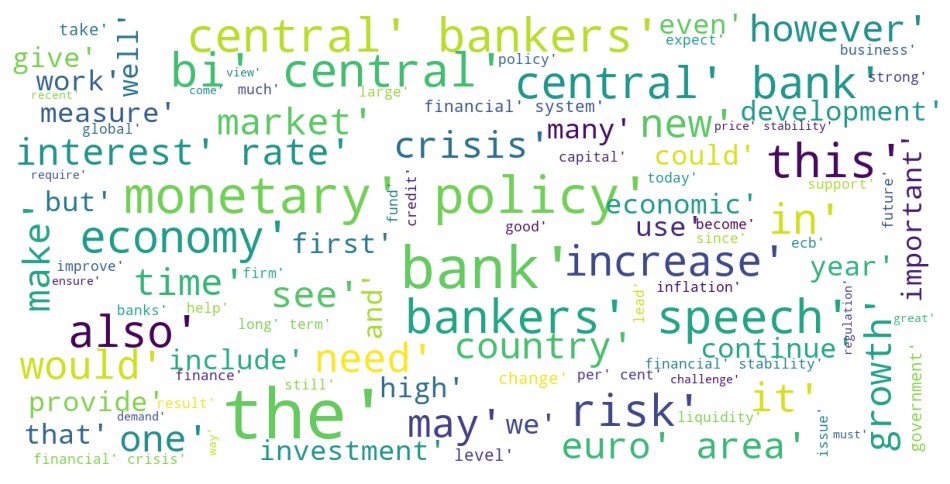 take' central' bankers' even' however'
expect' business'
give' well' bi' central' policy' central' bank' strong'
work' come' view' much' large'
recent'
measure' market' financial' system' many' new' development'
global' crisis' price' stability'
interest' rate' capital' could' this' important'
require' today' support' future'
but' monetary' policy' economic'
fund' credit'
make' economy' first' good' use' become' in'
since' ecb'
improve' time' firm' bank' increase' year'
ensure' see' and' inflation'
banks' help' lead' regulation'
also' long' term' bankers' speech' growth' great'
would' include' need' country' continue'
finance' change' per' cent' financial' stability'
challenge' government'
provide' result' still' high' it'
demand' the' may' we' risk' liquidity'
that' one' way' issue' must'
financial' crisis' investment' level' euro' area'